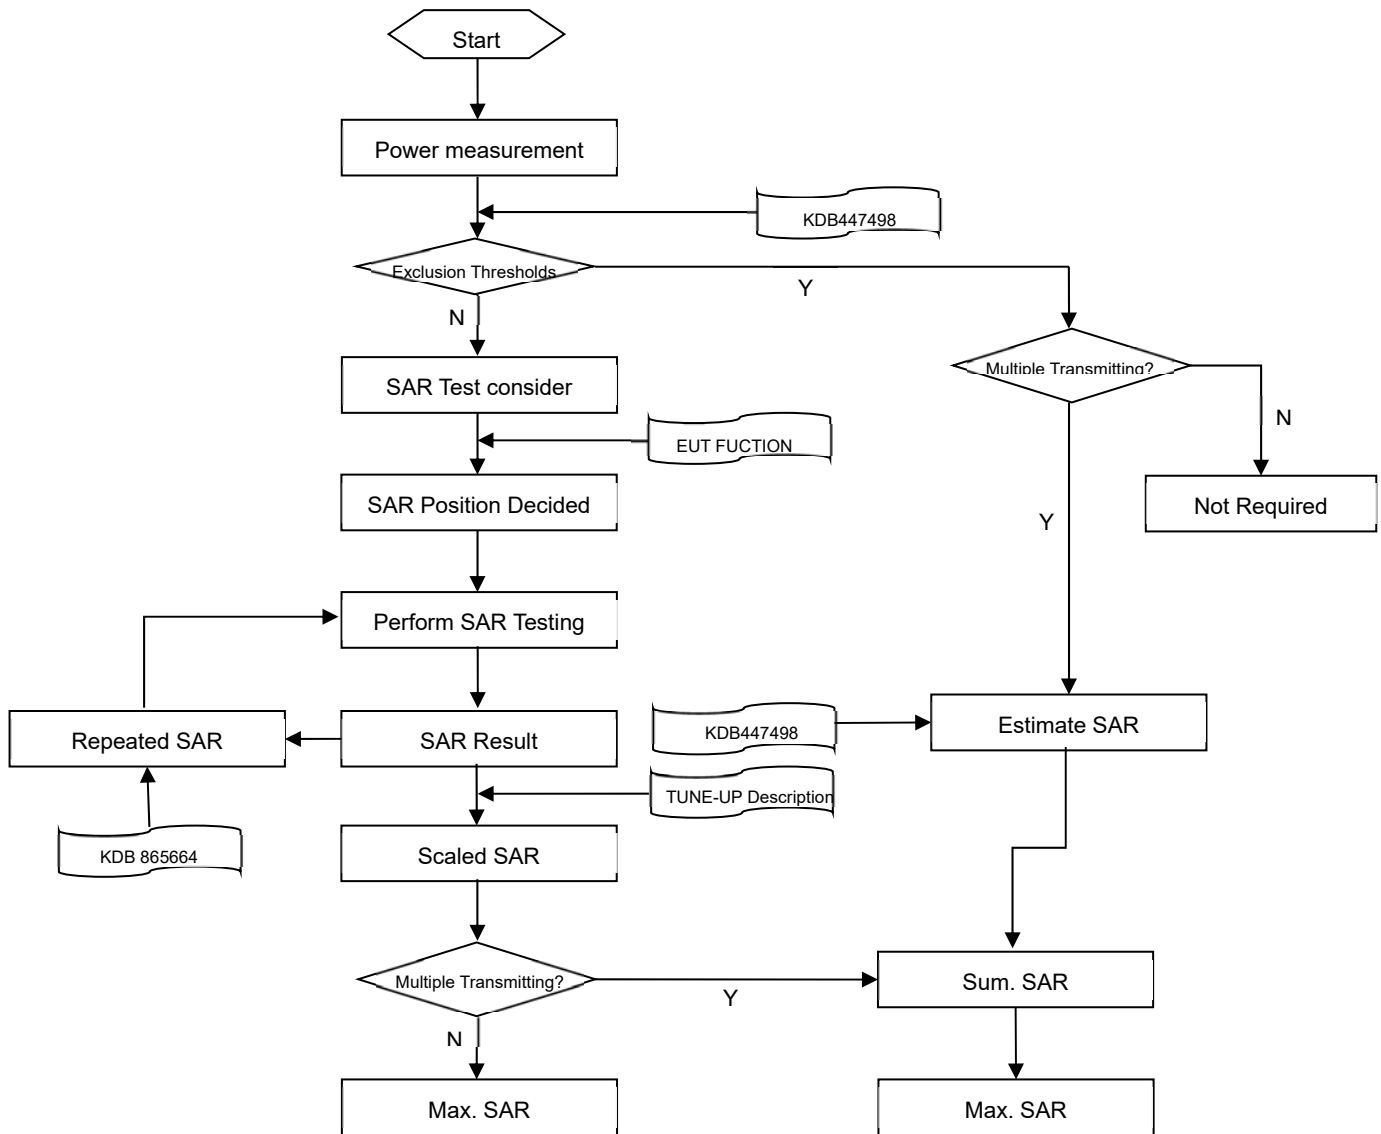 Start
Power measurement
KDB447498
Exclusion Thresholds
Y
N
Multiple Transmitting?
SAR Test consider
N
EUT FUCTION
SAR Position Decided
Not Required
Y
Perform SAR Testing
Repeated SAR
SAR Result
KDB447498
Estimate SAR
TUNE-UP Description
KDB 865664
Scaled SAR
Multiple Transmitting?
Y
Sum. SAR
N
Max. SAR
Max. SAR